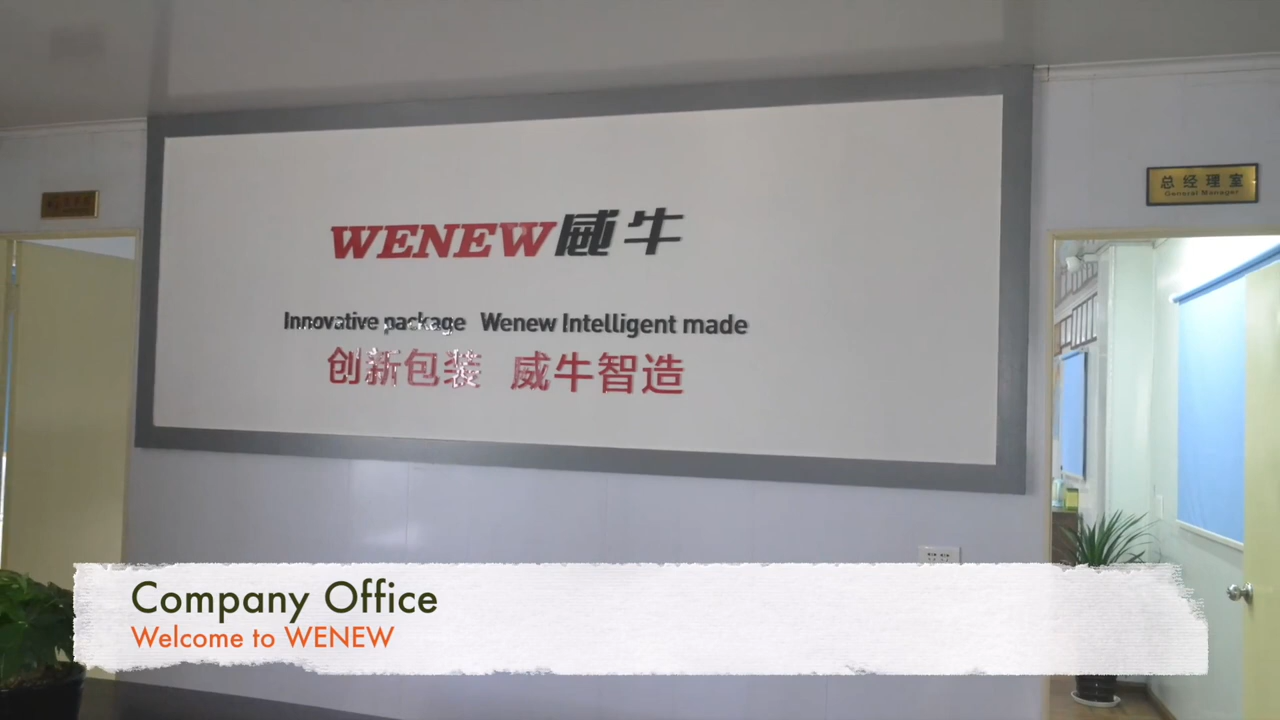 WENEW威牛
Innovative package Wenew Intelligent made
创新包装 威牛智造
总经理室
General Manager
Company Office
Welcome to WENEW